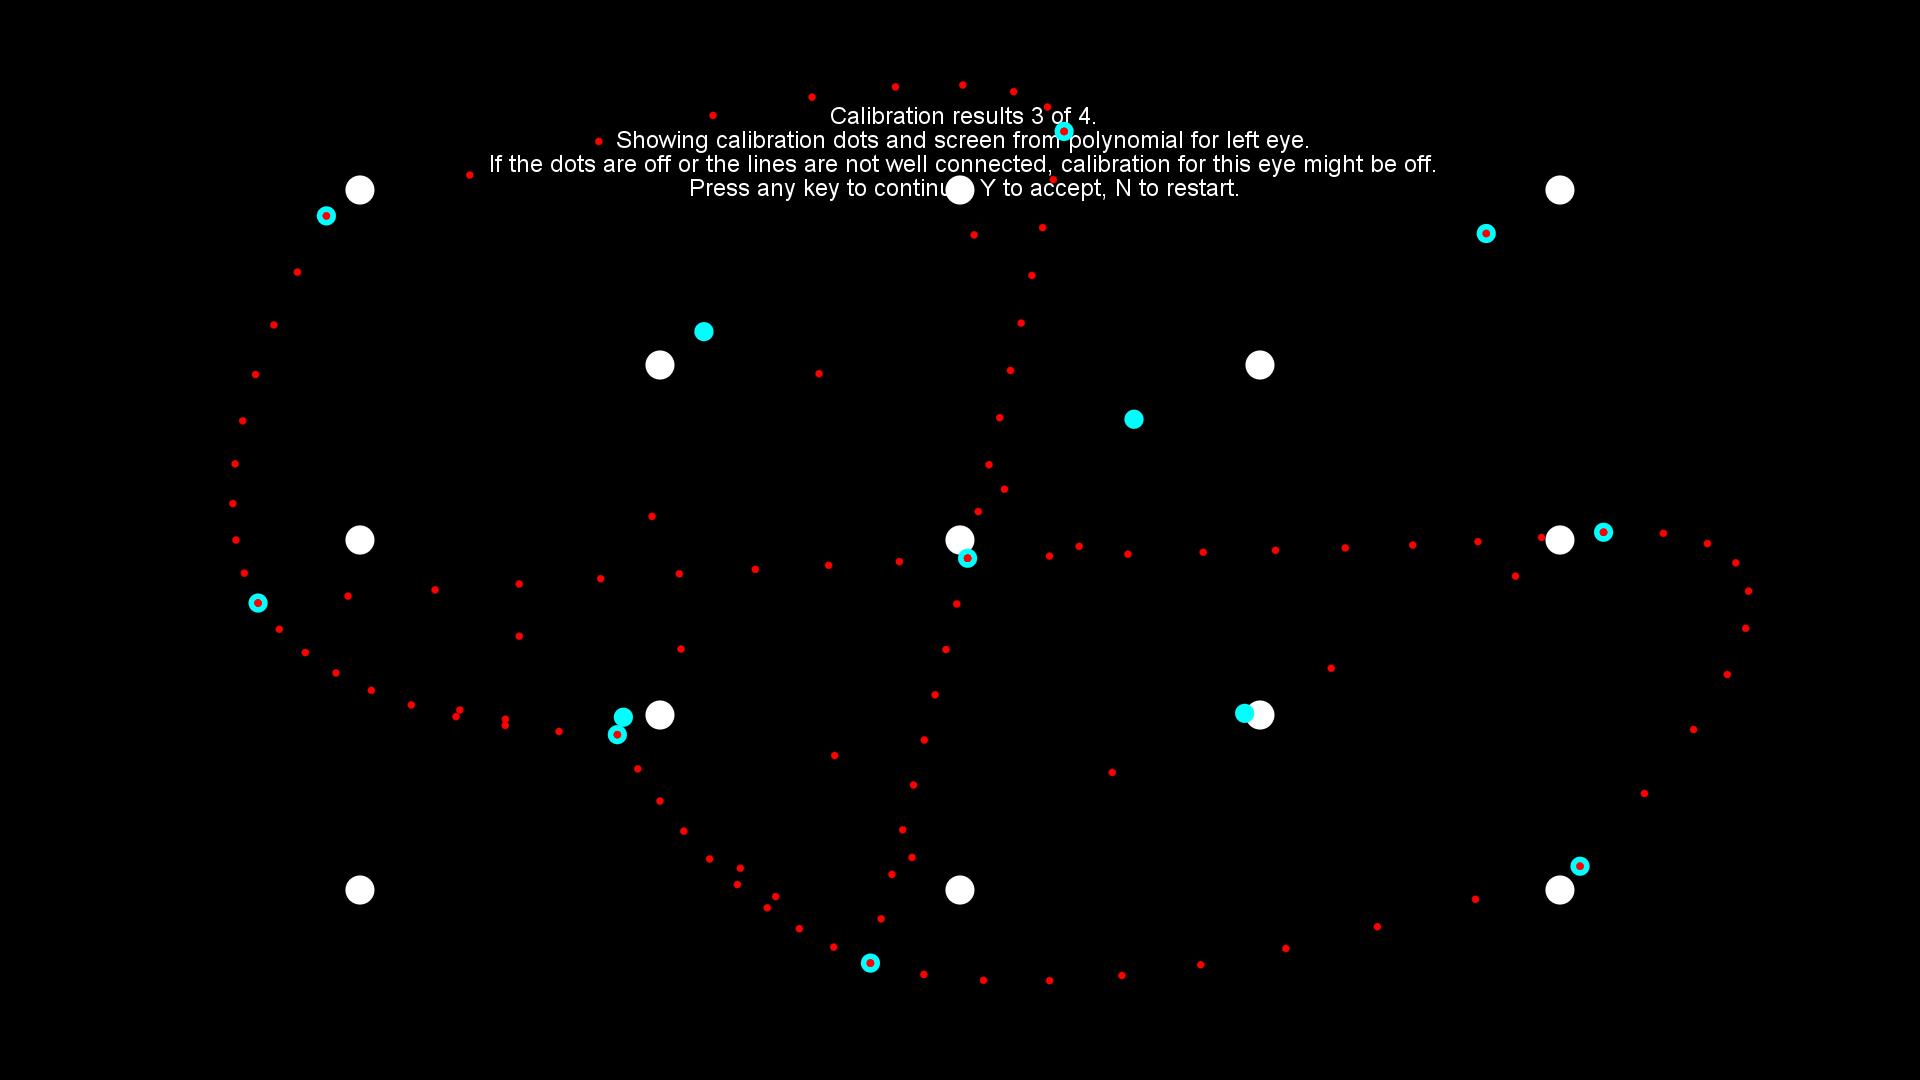 Calibration results 3 of 4.
Showing calibration dots and screen from polynomial for left eye.
If the dots are off or the lines are not well connected, calibration for this eye might be off.
Press any key to continu Y to accept, N to restart.